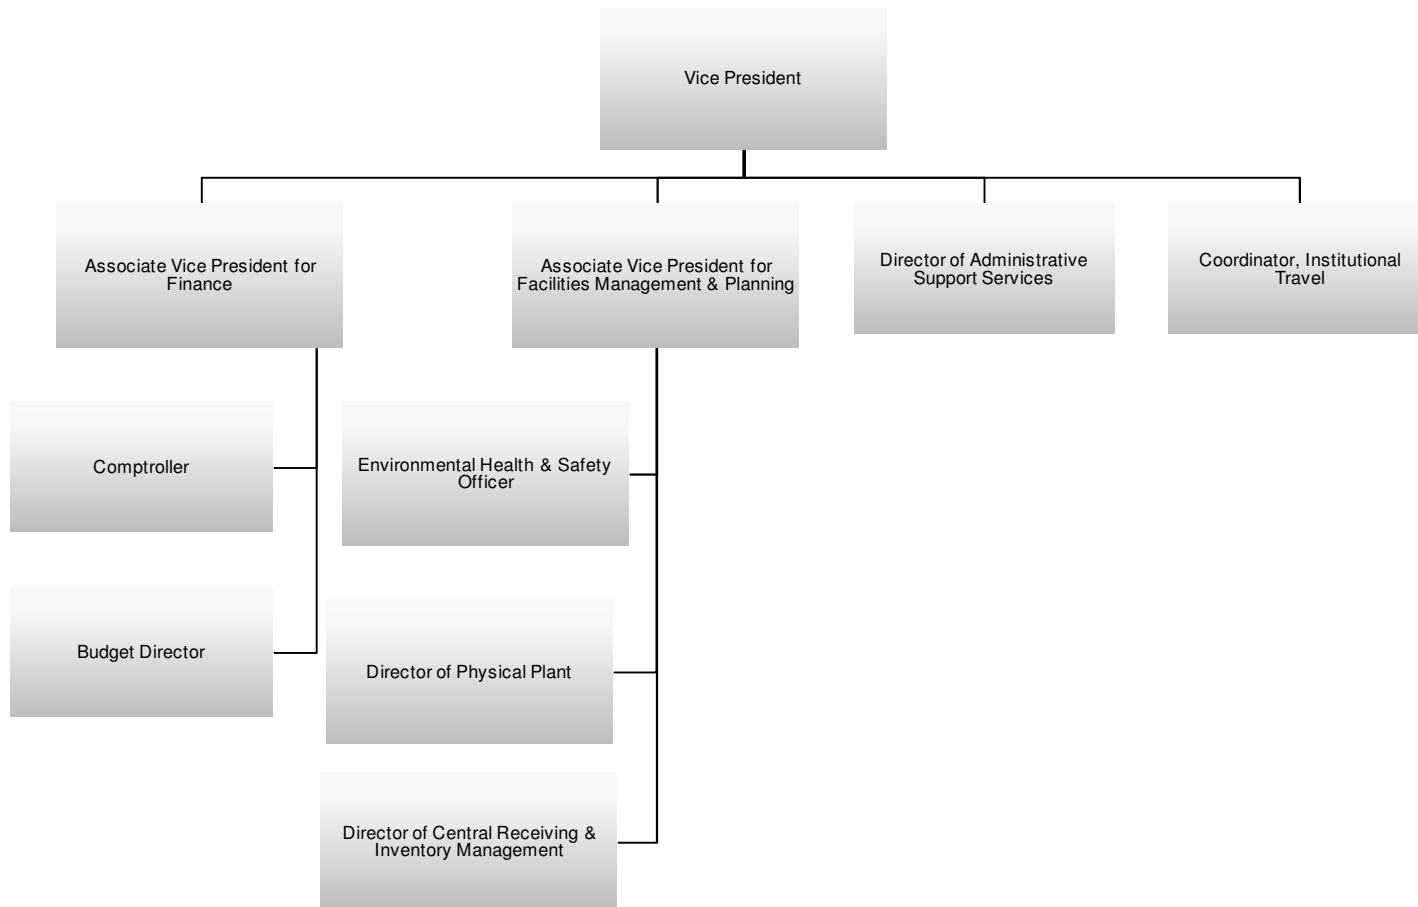 Vice President
Associate Vice President for
Finance
Associate Vice President for
Facilities Management & Planning
Director of Administrative
Support Services
Coordinator, Institutional
Travel
Comptroller
Environmental Health & Safety
Officer
Budget Director
Director of Physical Plant
Director of Central Receiving &
Inventory Management